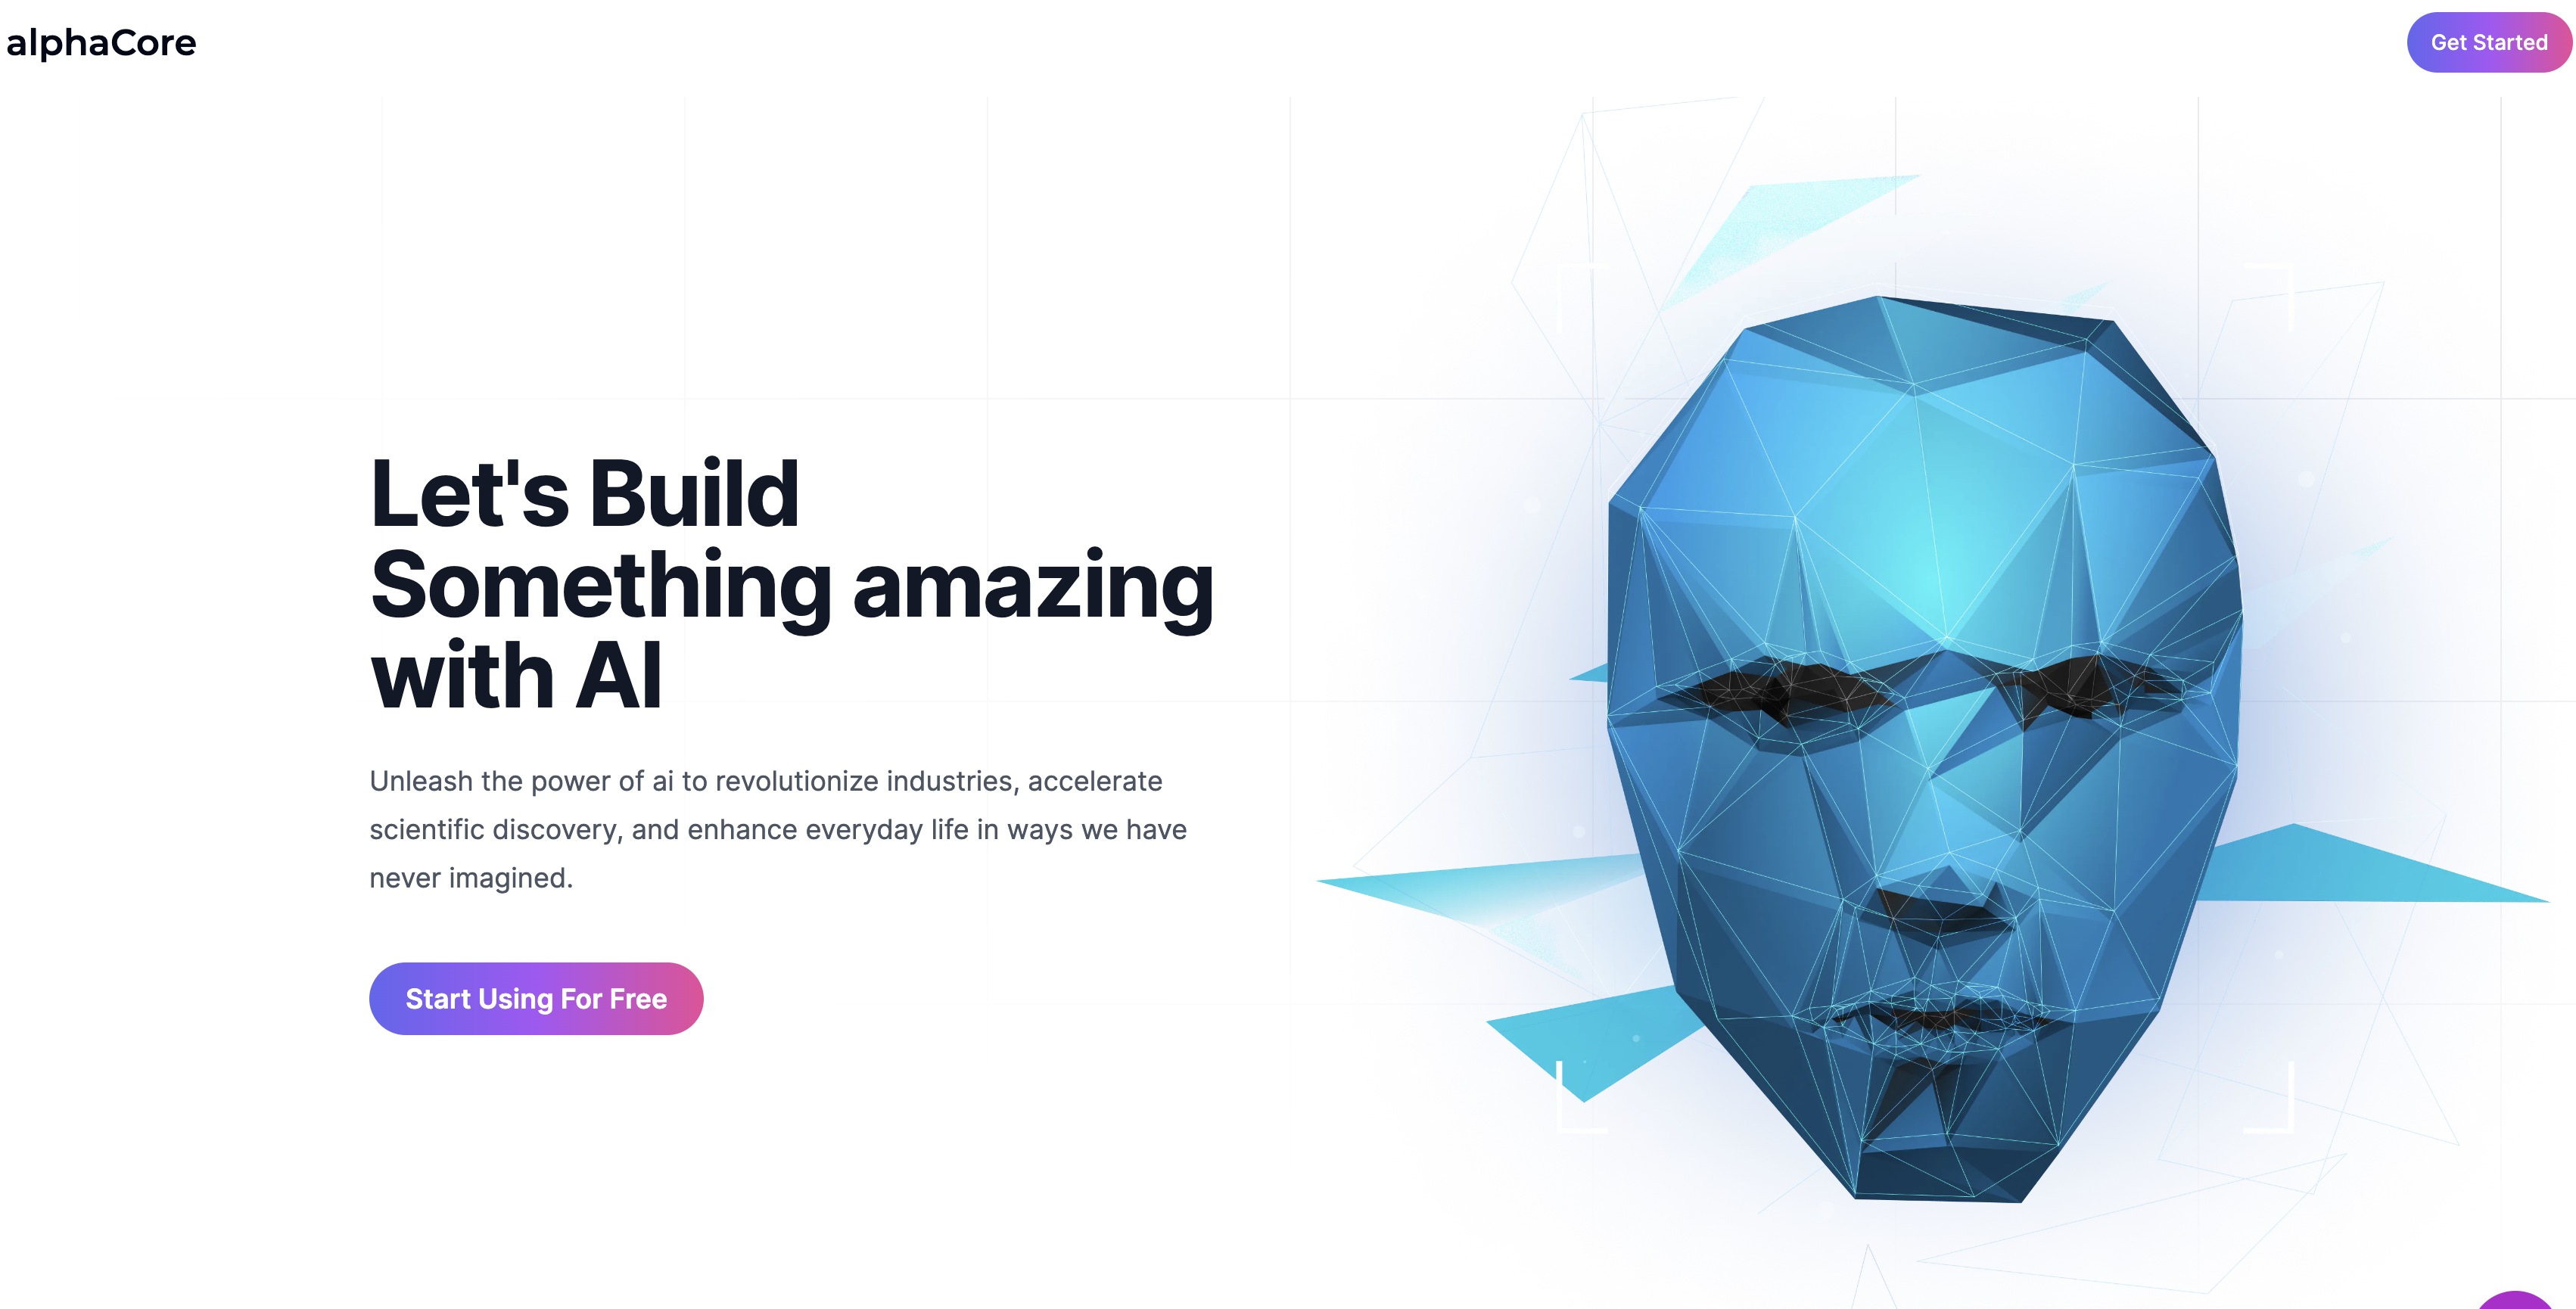 alphaCore
Get Started
Let's Build
Something amazing
with AI
Unleash the power of ai to revolutionize industries, accelerate
scientific discovery, and enhance everyday life in ways we have
never imagined.
Start Using For Free